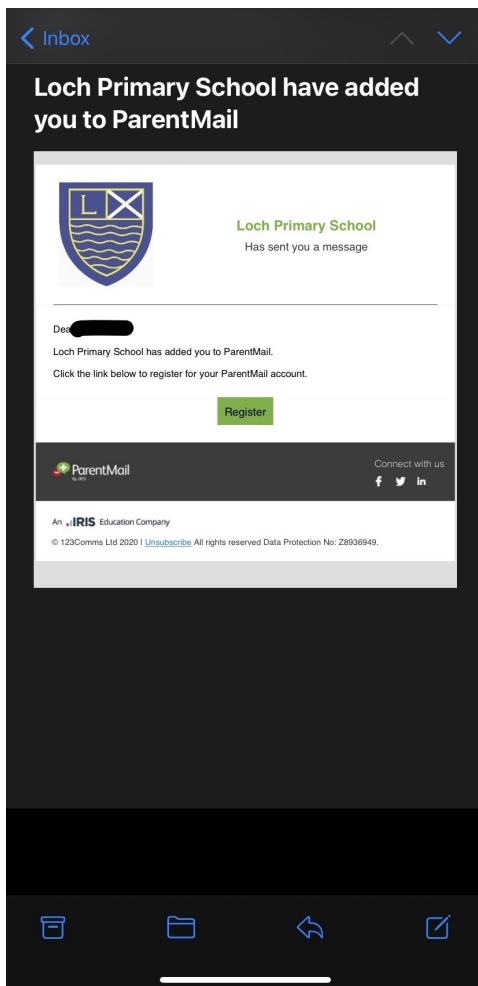 Inbox
Loch Primary School have added
you to ParentMail
L
Loch Primary School
Has sent you a message
Dea
Loch Primary School has added you to ParentMail.
Click the link below to register for your ParentMail account.
Register
ParentMail
By IRIS
Connect with us
f in
An IRIS Education Company
© 123Comms Ltd 2020 | Unsubscribe All rights reserved Data Protection No: Z8936949.